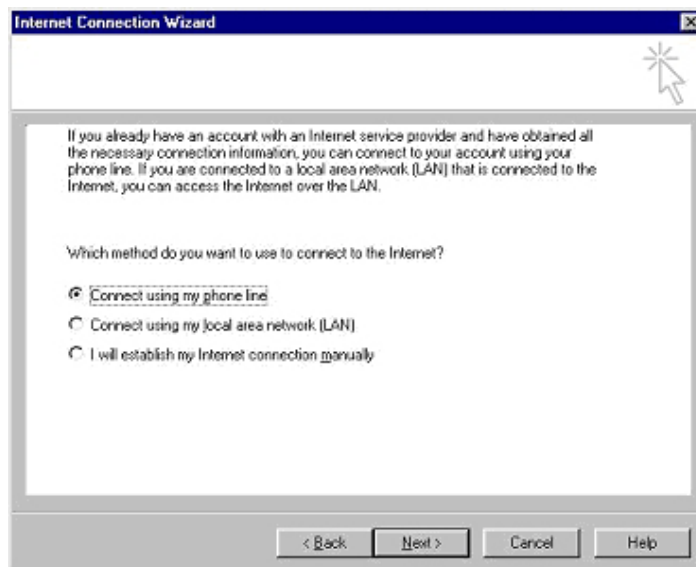 Internet Connection Wizard
If you already have an account with an Internet service provider and have obtained all
the necessary connection information, you can connect to your account using your
phone line. If you are connected to a local area network (LAN) that is connected to the
Internet, you can access the Internet over the LAN.
Which method do you want to use to connect to the Internet?
Connect using my phone line
Connect using my local area network (LAN)
I will establish my Internet connection manually
< Back Next > Cancel Help